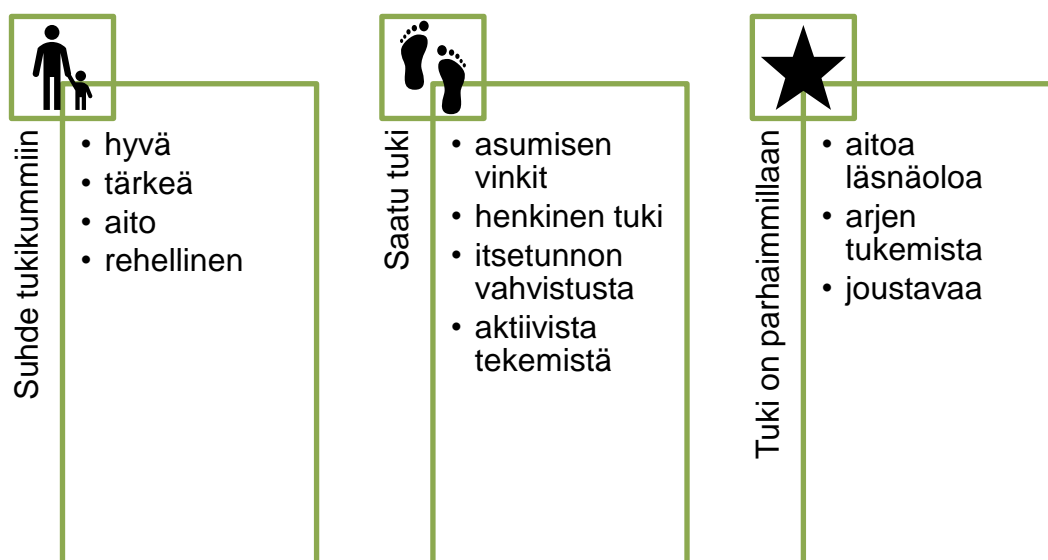 Suhde tukikummiin
• hyvä
• tärkeä
• aito
• rehellinen
Saatu tuki
• asumisen
vinkit
• henkinen tuki
• itsetunnon
vahvistusta
• aktiivista
tekemistä
Tuki on parhaimmillaan
• aitoa
läsnäoloa
• arjen
tukemista
• joustavaa